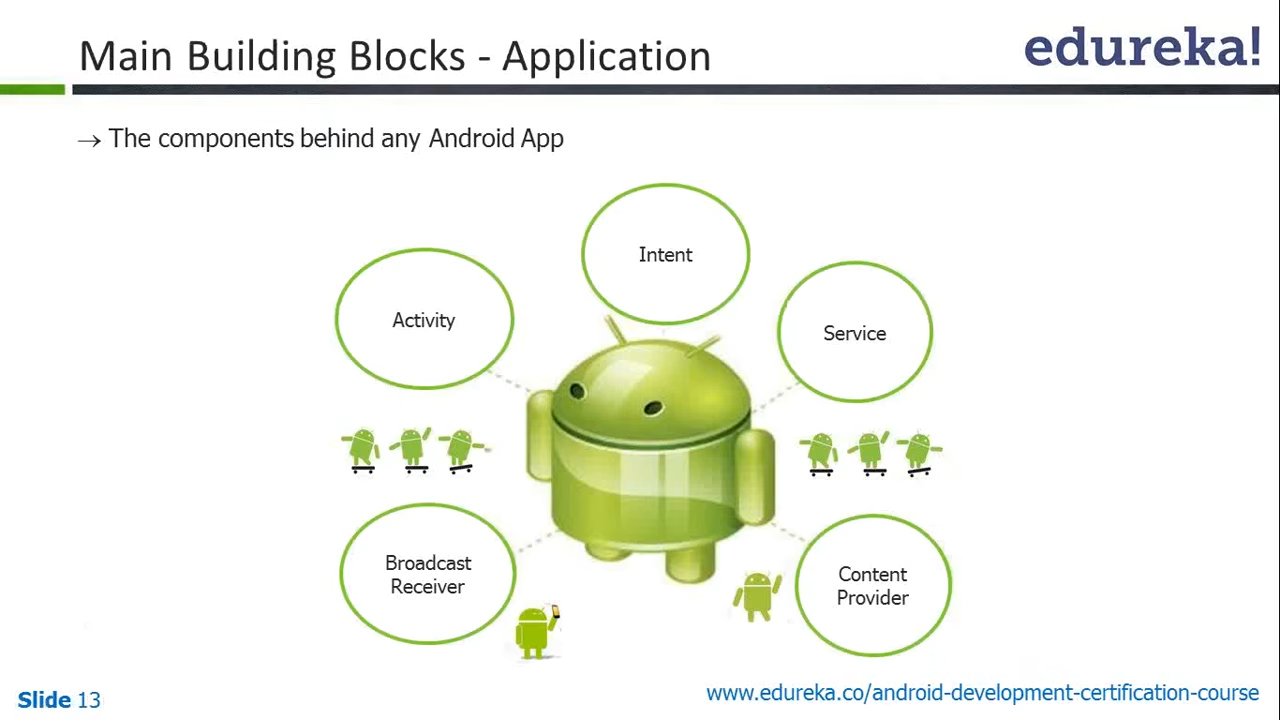 Main Building Blocks - Application
edureka!
→ The components behind any Android App
Intent
Activity
Service
Broadcast
Receiver
Content
Provider
Slide 13
www.edureka.co/android-development-certification-course